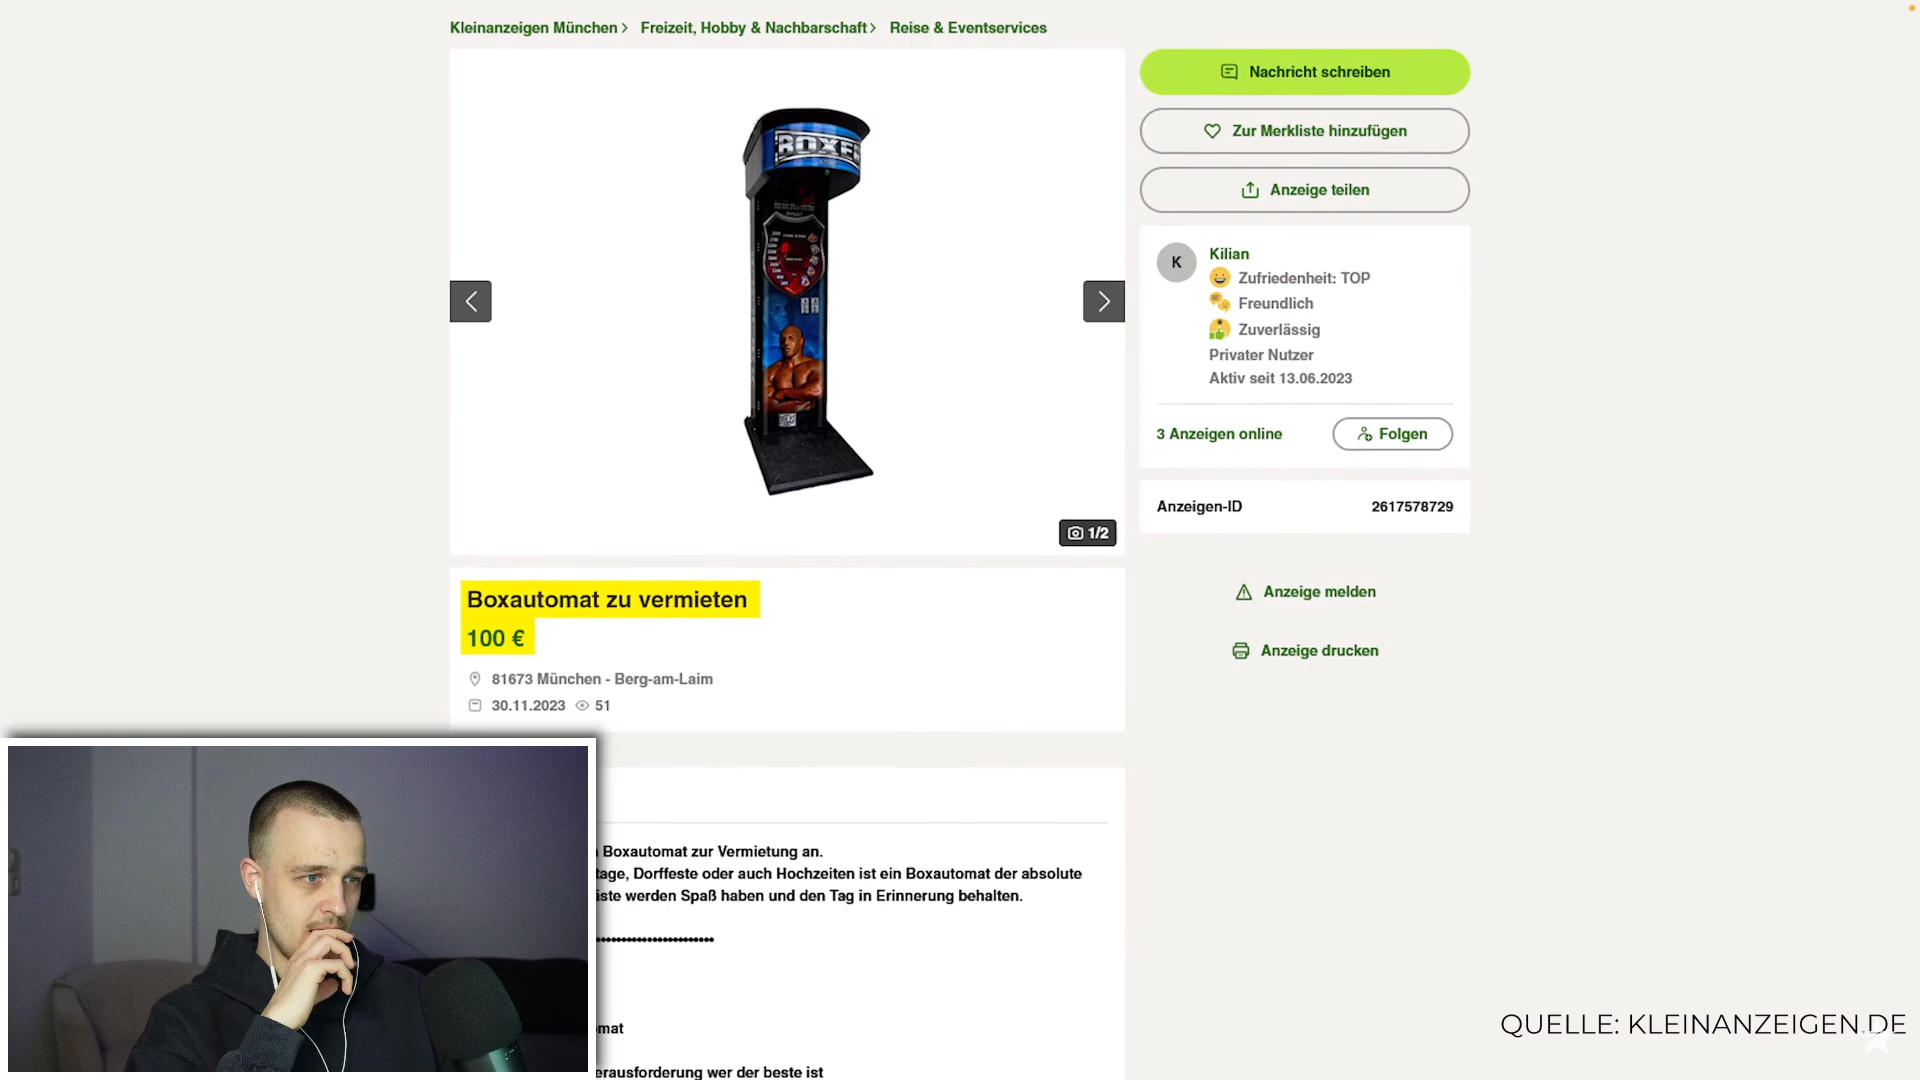 Kleinanzeigen München > Freizeit, Hobby & Nachbarschaft > Reise & Eventservices
BOXER
1/2
Boxautomat zu vermieten
100 €
81673 München - Berg-am-Laim
30.11.2023 51
Boxautomat zur Vermietung an.
tage, Dorffeste oder auch Hochzeiten ist ein Boxautomat der absolute
äste werden Spaß haben und den Tag in Erinnerung behalten.
mat
erausforderung wer der beste ist
Nachricht schreiben
Zur Merkliste hinzufügen
Anzeige teilen
K
Kilian
Zufriedenheit: TOP
Freundlich
Zuverlässig
Privater Nutzer
Aktiv seit 13.06.2023
3 Anzeigen online
Folgen
Anzeigen-ID 2617578729
Anzeige melden
Anzeige drucken
QUELLE: KLEINANZEIGEN.DE